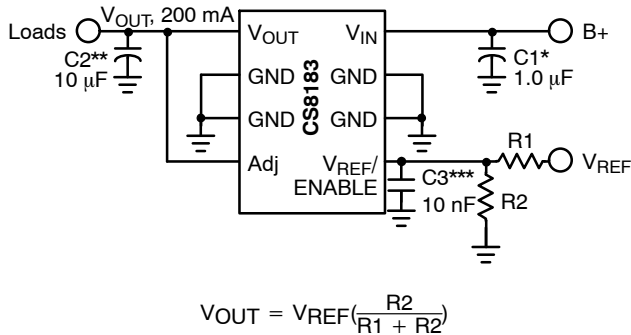 Loads
VOUT, 200 mA
C2**
10 μF
VOUT
GND
GND
Adj
CS8183
VIN
GND
GND
VREF/
ENABLE
B+
C1*
1.0 μF
R1
VREF
C3***
10 nF
R2
VOUT = VREF(R2/R1 + R2)